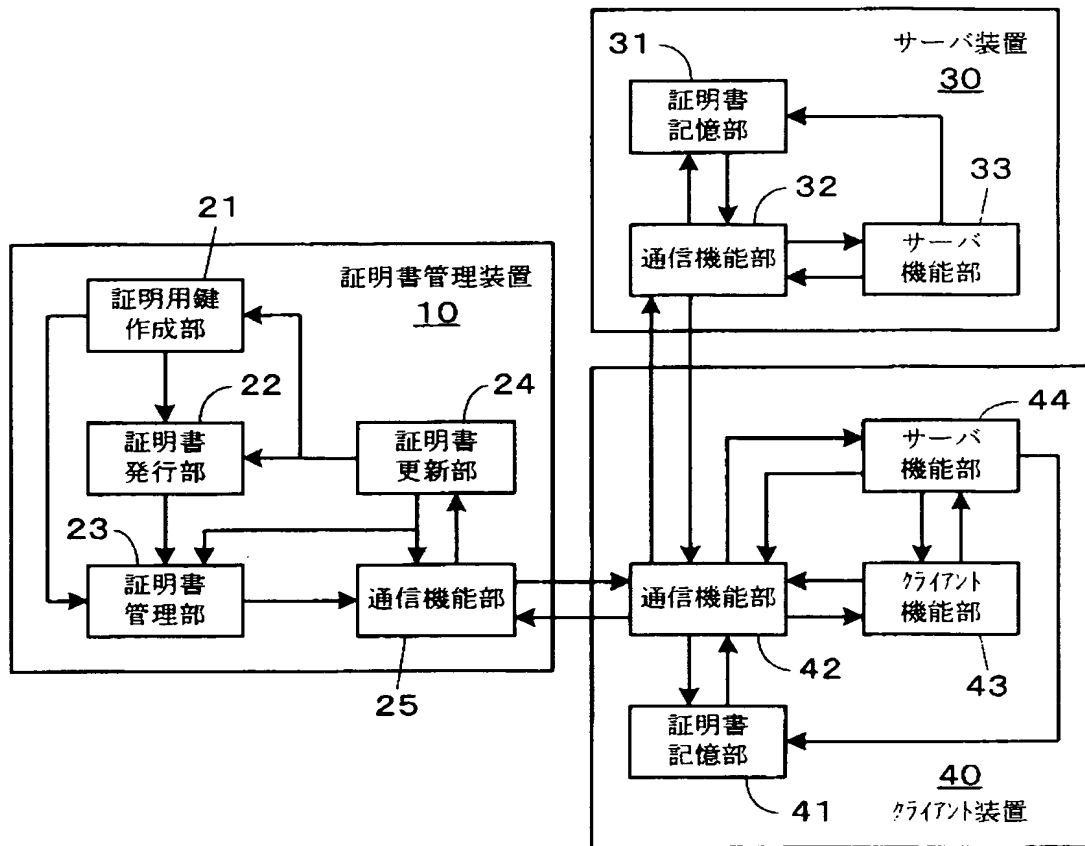 サーバ装置
30
31
証明書
記憶部
32
通信機能部
33
サーバ
機能部
証明書管理装置
10
21
証明用鍵
作成部
22
証明書
発行部
23
証明書
管理部
24
証明書
更新部
通信機能部
25
44
サーバ
機能部
クライアント
機能部
43
通信機能部
42
証明書
記憶部
41
40
クライアント装置